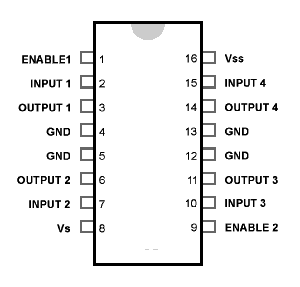 ENABLE1 1 16 Vss
INPUT 1 2 15 INPUT 4
OUTPUT 1 3 14 OUTPUT 4
GND 4 13 GND
GND 5 12 GND
OUTPUT 2 6 11 OUTPUT 3
INPUT 2 7 10 INPUT 3
Vs 8 9 ENABLE 2